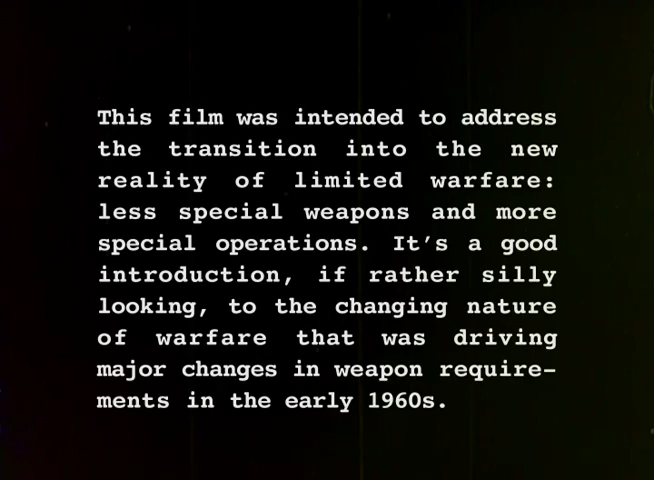 This film was intended to address
the transition into the new
reality of limited warfare:
less special weapons and more
special operations. It's a good
introduction, if rather silly
looking, to the changing nature
of warfare that was driving
major changes in weapon require-
ments in the early 1960s.